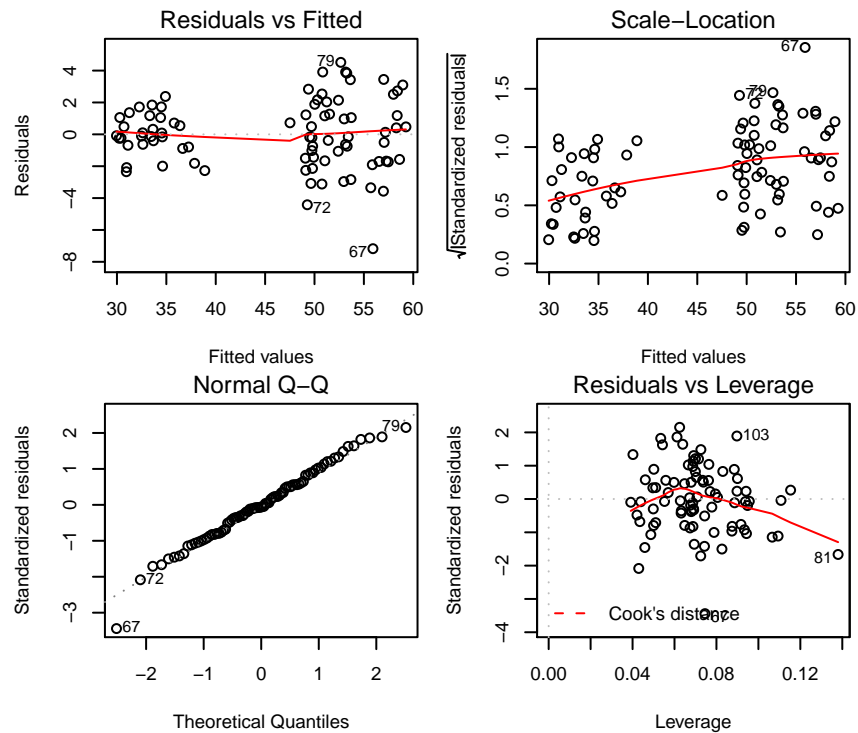 Residuals vs Fitted
Residuals
4
0
−4
−8
79
72
67
30 35 40 45 50 55 60
Fitted values
Scale−Location
√|Standardized residuals|
1.5
1.0
0.5
0.0
67
72
79
30 35 40 45 50 55 60
Fitted values
Normal Q−Q
Standardized residuals
2
1
0
−1
−3
79
72
67
−2 −1 0 1 2
Theoretical Quantiles
Residuals vs Leverage
Standardized residuals
2
0
−2
−4
103
81
67
Cook's distance
0.00 0.04 0.08 0.12
Leverage